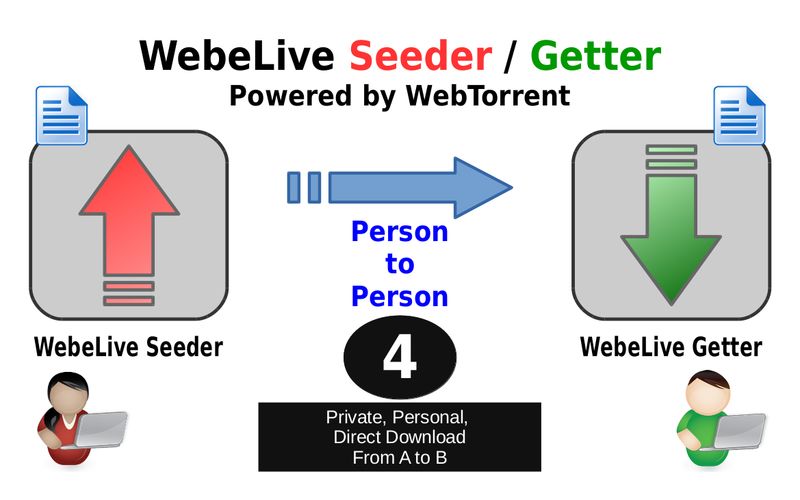 WebeLive Seeder / Getter
Powered by WebTorrent
Person
to
Person
WebeLive Seeder
WebeLive Getter
4
Private, Personal,
Direct Download
From A to B